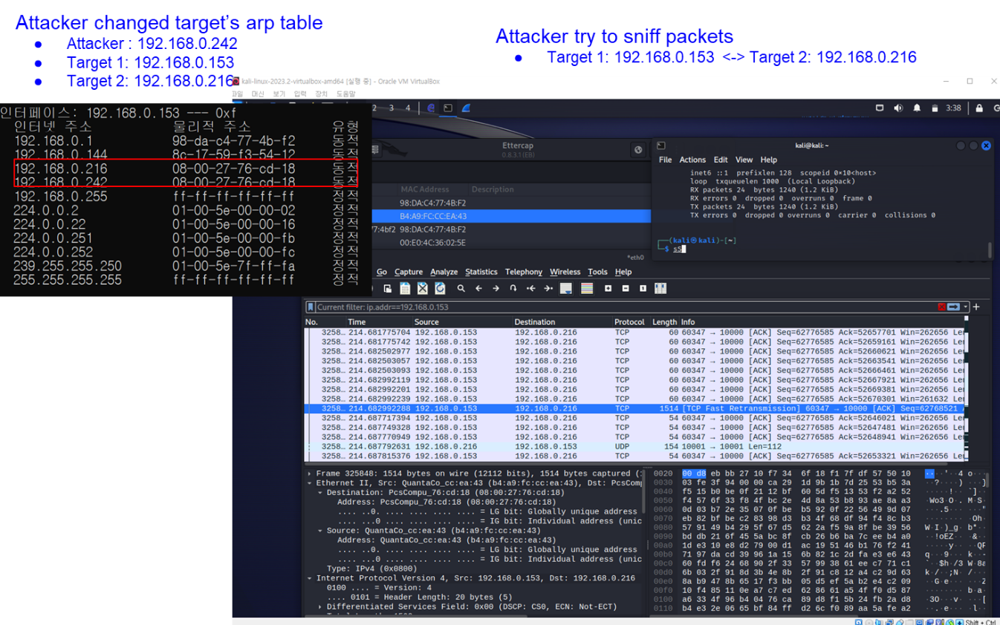 Attacker changed target's arp table
● Attacker : 192.168.0.242
● Target 1: 192.168.0.153
● Target 2: 192.168.0.216
Attacker try to sniff packets
● Target 1: 192.168.0.153 <-> Target 2: 192.168.0.216
kali-linux-2023.2-virtualbox-amd64 [실행 중] - Oracle VM VirtualBox
파일 머신 보기 입력 장치 도움말
2 3 4
3:38
인터페이스: 192.168.0.153 --- 0xf
인터넷 주소 물리적 주소 유형
192.168.0.1 98-da-c4-77-4b-f2 동적
192.168.0.144 8c-17-59-f3-54-12 동적
192.168.0.216 08-00-27-76-cd-18 동적
192.168.0.242 08-00-27-76-cd-18 동적
192.168.0.255 ff-ff-ff-ff-ff-ff 정적
224.0.0.2 01-00-5e-00-00-02 정적
224.0.0.22 01-00-5e-00-00-16 정적
224.0.0.251 01-00-5e-00-00-fb 정적
224.0.0.252 01-00-5e-00-00-fc 정적
239.255.255.250 01-00-5e-7f-ff-fa 정적
255.255.255.255 ff-ff-ff-ff-ff-ff 정적
Ettercap
0.8.3.1 (EB)
MAC Address Description
98:DA:C4:77:4B:F2
B4:A9:FC:CC:EA:43
77:4bf2 98:DA:C4:77:4B:F2
00:E0:4C:36:02:5E
kali@kali: ~
File Actions Edit View Help
inet6 ::1 prefixlen 128 scopeid 0×10<host>
loop txqueuelen 1000 (Local Loopback)
RX packets 24 bytes 1240 (1.2 KiB)
RX errors 0 dropped 0 overruns 0 frame 0
TX packets 24 bytes 1240 (1.2 KiB)
TX errors 0 dropped 0 overruns 0 carrier 0 collisions 0
(kali㉿kali)-[~]
$ sS
*eth0
Go Capture Analyze Statistics Telephony Wireless Tools Help
Current filter: ip.addr==192.168.0.153
No. Time Source Destination Protocol Length Info
3258… 214.681775704 192.168.0.153 192.168.0.216 TCP 60 60347 → 10000 [ACK] Seq=62776585 Ack=52657701 Win=262656 Le
3258… 214.681775742 192.168.0.153 192.168.0.216 TCP 60 60347 → 10000 [ACK] Seq=62776585 Ack=52659161 Win=262656 Le
3258… 214.682502977 192.168.0.153 192.168.0.216 TCP 60 60347 → 10000 [ACK] Seq=62776585 Ack=52660621 Win=262656 Le
3258… 214.682503057 192.168.0.153 192.168.0.216 TCP 60 60347 → 10000 [ACK] Seq=62776585 Ack=52663541 Win=262656 Le
3258… 214.682503093 192.168.0.153 192.168.0.216 TCP 60 60347 → 10000 [ACK] Seq=62776585 Ack=52666461 Win=262656 Le
3258… 214.682992119 192.168.0.153 192.168.0.216 TCP 60 60347 → 10000 [ACK] Seq=62776585 Ack=52667921 Win=262656 Le
3258… 214.682992201 192.168.0.153 192.168.0.216 TCP 60 60347 → 10000 [ACK] Seq=62776585 Ack=52669381 Win=262656 Le
3258… 214.682992239 192.168.0.153 192.168.0.216 TCP 60 60347 → 10000 [ACK] Seq=62776585 Ack=52670301 Win=261632 Le
3258… 214.682992288 192.168.0.153 192.168.0.216 TCP 1514 [TCP Fast Retransmission] 60347 → 10000 [ACK] Seq=62768521
3258… 214.687717394 192.168.0.153 192.168.0.216 TCP 54 60347 → 10000 [ACK] Seq=62776585 Ack=52646021 Win=262656 Le
3258… 214.687749328 192.168.0.153 192.168.0.216 TCP 54 60347 → 10000 [ACK] Seq=62776585 Ack=52647481 Win=262656 Le
3258… 214.687770949 192.168.0.153 192.168.0.216 TCP 54 60347 → 10000 [ACK] Seq=62776585 Ack=52648941 Win=262656 Le
3258… 214.687792631 192.168.0.216 192.168.0.153 UDP 154 10001 → 10001 Len=112
3258… 214.687815376 192.168.0.153 192.168.0.216 TCP 54 60347 → 10000 [ACK] Seq=62776585 Ack=52653321 Win=262656 Le
Frame 325848: 1514 bytes on wire (12112 bits), 1514 bytes captured (
Ethernet II, Src: QuantaCo_cc:ea:43 (b4:a9:fc:cc:ea:43), Dst: PcsComp
Destination: PcsCompu_76:cd:18 (08:00:27:76:cd:18)
Address: PcsCompu_76:cd:18 (08:00:27:76:cd:18)
.... ..0. .... .... .... .... = LG bit: Globally unique address
.... ...0 .... .... .... .... = IG bit: Individual address (unic
Source: QuantaCo_cc:ea:43 (b4:a9:fc:cc:ea:43)
Address: QuantaCo_cc:ea:43 (b4:a9:fc:cc:ea:43)
.... ..0. .... .... .... .... = LG bit: Globally unique address
.... ...0 .... .... .... .... = IG bit: Individual address (unic
Type: IPv4 (0x0800)
Internet Protocol Version 4, Src: 192.168.0.153, Dst: 192.168.0.216
0100 .... = Version: 4
.... 0101 = Header Length: 20 bytes (5)
Differentiated Services Field: 0x00 (DSCP: CS0, ECN: Not-ECT)
0020 00 d8 eb bb 27 10 f7 34 6f 18 f1 7f df 57 50 10
0030 03 fe 3f 94 00 00 ca 29 1d 9b 1b 7d 25 53 b5 3a
0040 f5 15 b0 be 0f 21 12 bf 60 5d f5 13 53 f2 a2 52
0050 f4 57 6f 33 f8 4f bc 2e 4d 8a 53 b8 93 ae 8a a3
0060 0d 03 b7 2e 35 07 0f be b5 92 0f 22 56 49 9d 07
0070 eb 82 bf be c2 83 98 d3 b3 4f 68 df 94 f4 8c b3
0080 57 91 49 b4 29 5f 67 d5 62 2a f5 9a 8f be 39 56
0090 bd db 21 6f 45 5a bc 8f cb 26 b6 ba 7c ee b4 a0
00a0 1d e3 10 e8 d2 79 00 d1 ac 19 51 46 b1 76 f2 41
00b0 71 97 da cd 39 96 1a 15 6b 82 1c 2d fa e3 e6 43
00c0 60 fd f6 24 68 90 2f 33 57 99 38 61 ee c7 71 c1
00d0 6b 03 2f 91 8d 3b 4e 8b 2f 91 c8 12 a4 c2 9d 63
00e0 8a b9 47 8b 65 17 f3 bb 05 d5 ef 5a b2 e4 c2 09
00f0 10 f4 85 11 0e a7 c7 ed 62 86 61 a5 4f f0 d5 87
0100 a6 33 4f 96 b4 04 76 ca 89 d8 f1 5b 24 fb 2a d8
0110 b4 e3 2e 06 65 bf 84 ff d2 6c f0 89 aa 5a fe a2
Shift + Ctrl